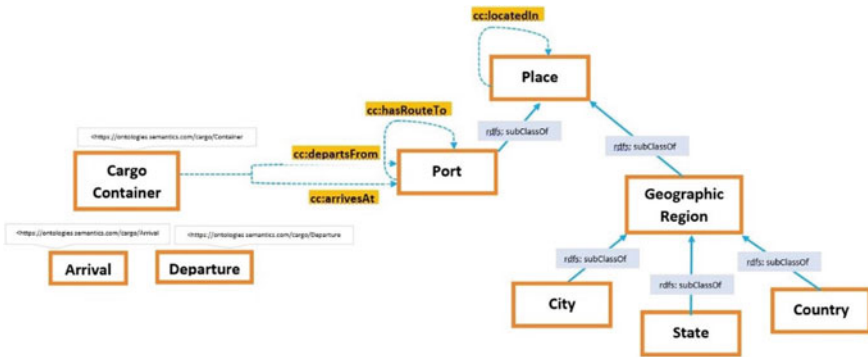 cc:locatedIn
Place
cc:hasRouteTo
rdfs: subClassOf
rdfs: subClassOf
<https://ontologies.semantics.com/cargo/Container
cc:departsFrom
Cargo
Container
Port
cc:arrivesAt
Geographic
Region
<https://ontologies.semantics.com/cargo/Arrival
<https://ontologies.semantics.com/cargo/Departure
Arrival
Departure
rdfs: subClassOf
rdfs: subClassOf
rdfs: subClassOf
City
State
Country